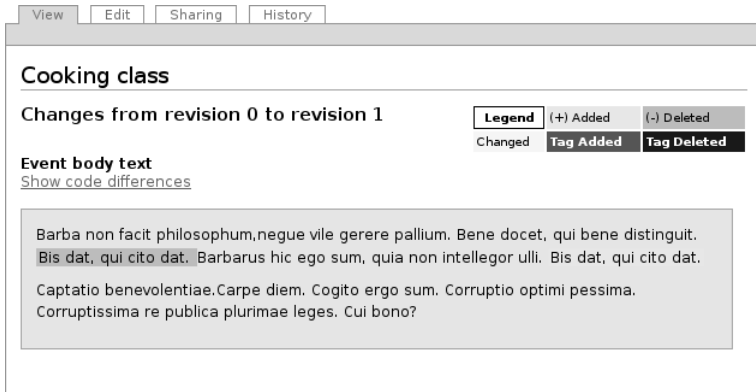 View Edit Sharing History
Cooking class
Changes from revision 0 to revision 1
Legend (+) Added (-) Deleted
Changed Tag Added Tag Deleted
Event body text
Show code differences
Barba non facit philosophum,negue vile gerere pallium. Bene docet, qui bene distinguit.
Bis dat, qui cito dat. Barbarus hic ego sum, quia non intellegor ulli. Bis dat, qui cito dat.
Captatio benevolentiae.Carpe diem. Cogito ergo sum. Corruptio optimi pessima.
Corruptissima re publica plurimae leges. Cui bono?